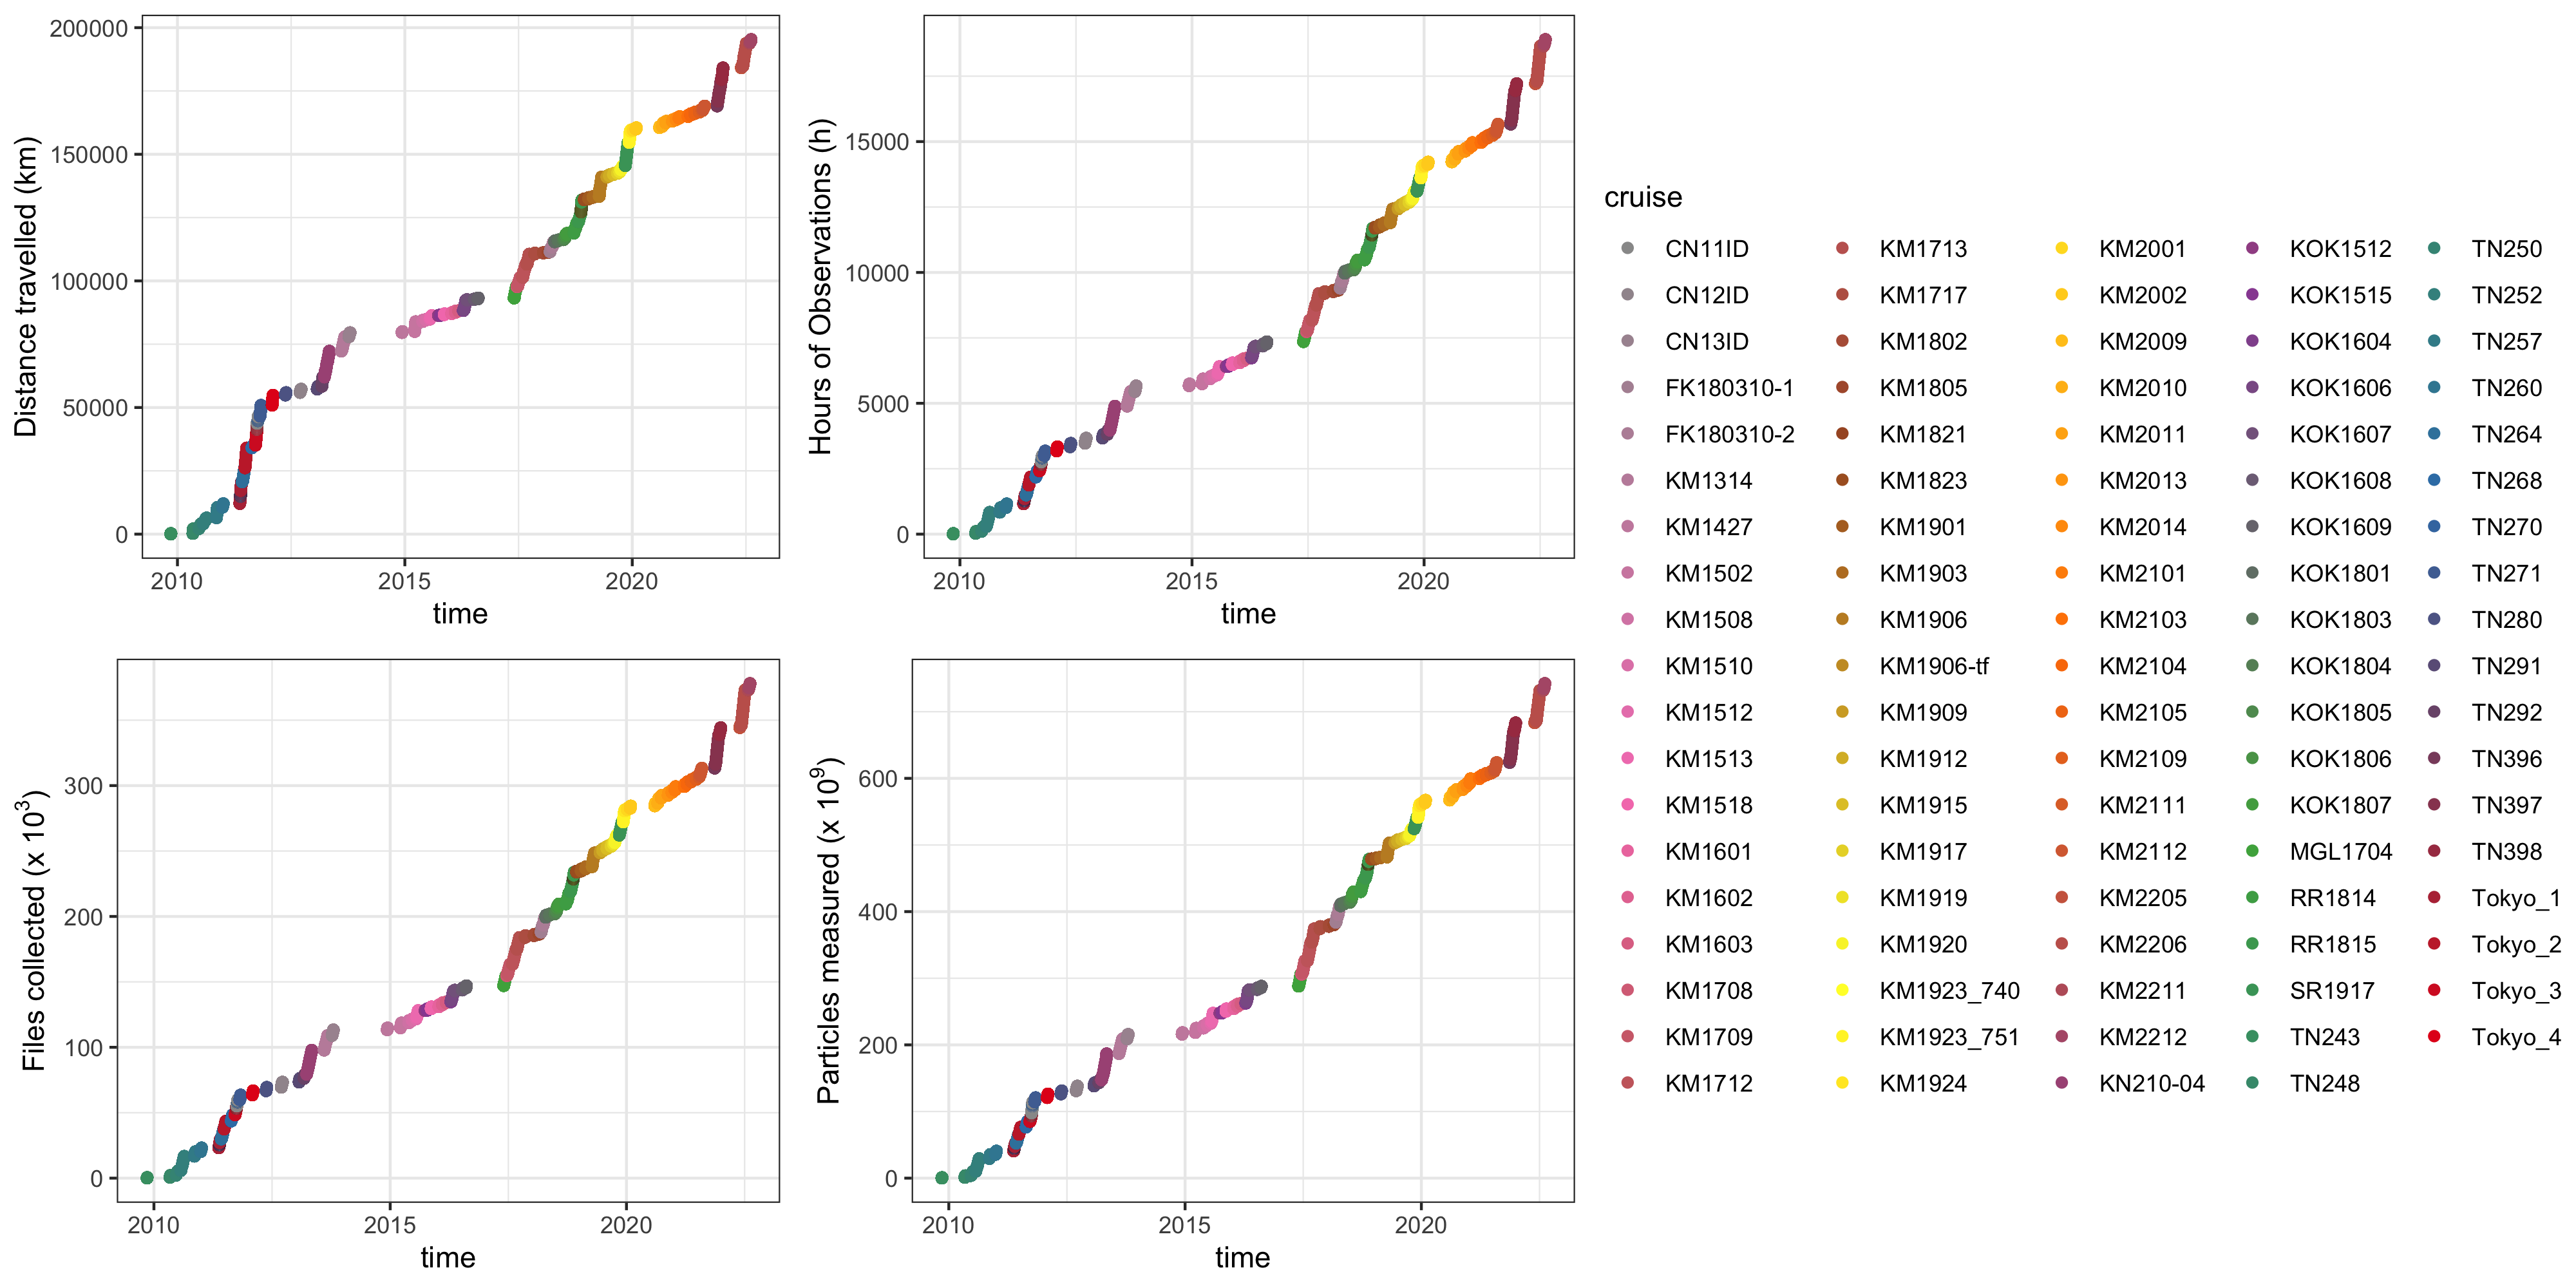 200000
150000
100000
50000
0
Distance travelled (km)
2010 2015 2020
time
15000
10000
5000
0
Hours of Observations (h)
2010 2015 2020
time
300
200
100
0
Files collected (x 10³)
2010 2015 2020
time
600
400
200
0
Particles measured (x 10⁹)
2010 2015 2020
time
cruise
CN11ID KM1713 KM2001 KOK1512 TN250
CN12ID KM1717 KM2002 KOK1515 TN252
CN13ID KM1802 KM2009 KOK1604 TN257
FK180310-1 KM1805 KM2010 KOK1606 TN260
FK180310-2 KM1821 KM2011 KOK1607 TN264
KM1314 KM1823 KM2013 KOK1608 TN268
KM1427 KM1901 KM2014 KOK1609 TN270
KM1502 KM1903 KM2101 KOK1801 TN271
KM1508 KM1906 KM2103 KOK1803 TN280
KM1510 KM1906-tf KM2104 KOK1804 TN291
KM1512 KM1909 KM2105 KOK1805 TN292
KM1513 KM1912 KM2109 KOK1806 TN396
KM1518 KM1915 KM2111 KOK1807 TN397
KM1601 KM1917 KM2112 MGL1704 TN398
KM1602 KM1919 KM2205 RR1814 Tokyo_1
KM1603 KM1920 KM2206 RR1815 Tokyo_2
KM1708 KM1923_740 KM2211 SR1917 Tokyo_3
KM1709 KM1923_751 KM2212 TN243 Tokyo_4
KM1712 KM1924 KN210-04 TN248